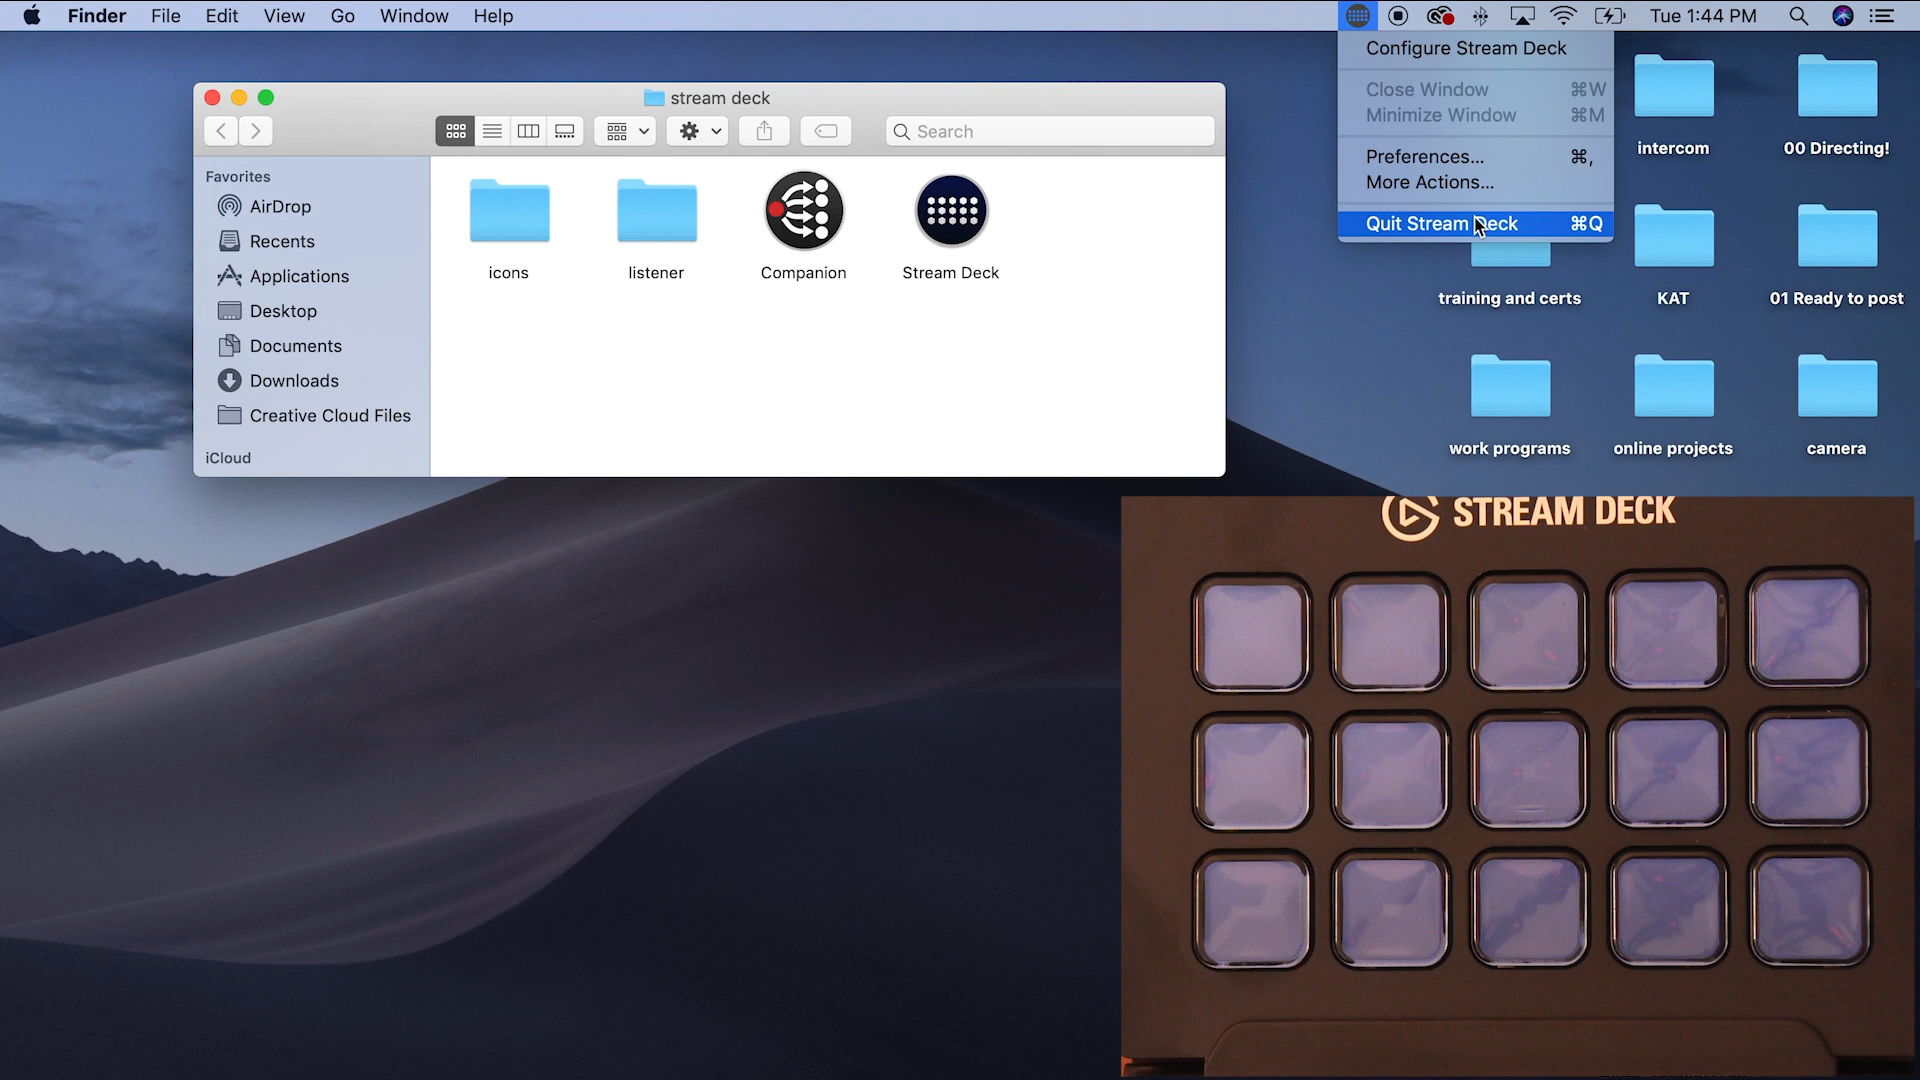 Finder File Edit View Go Window Help
Tue 1:44 PM
Configure Stream Deck
Close Window ⌘W
Minimize Window ⌘M
Preferences... ⌘,
More Actions...
Quit Stream Deck ⌘Q
stream deck
Search
Favorites
AirDrop
Recents
Applications
Desktop
Documents
Downloads
Creative Cloud Files
iCloud
icons
listener
Companion
Stream Deck
intercom
00 Directing!
training and certs
KAT
01 Ready to post
work programs
online projects
camera
STREAM DECK